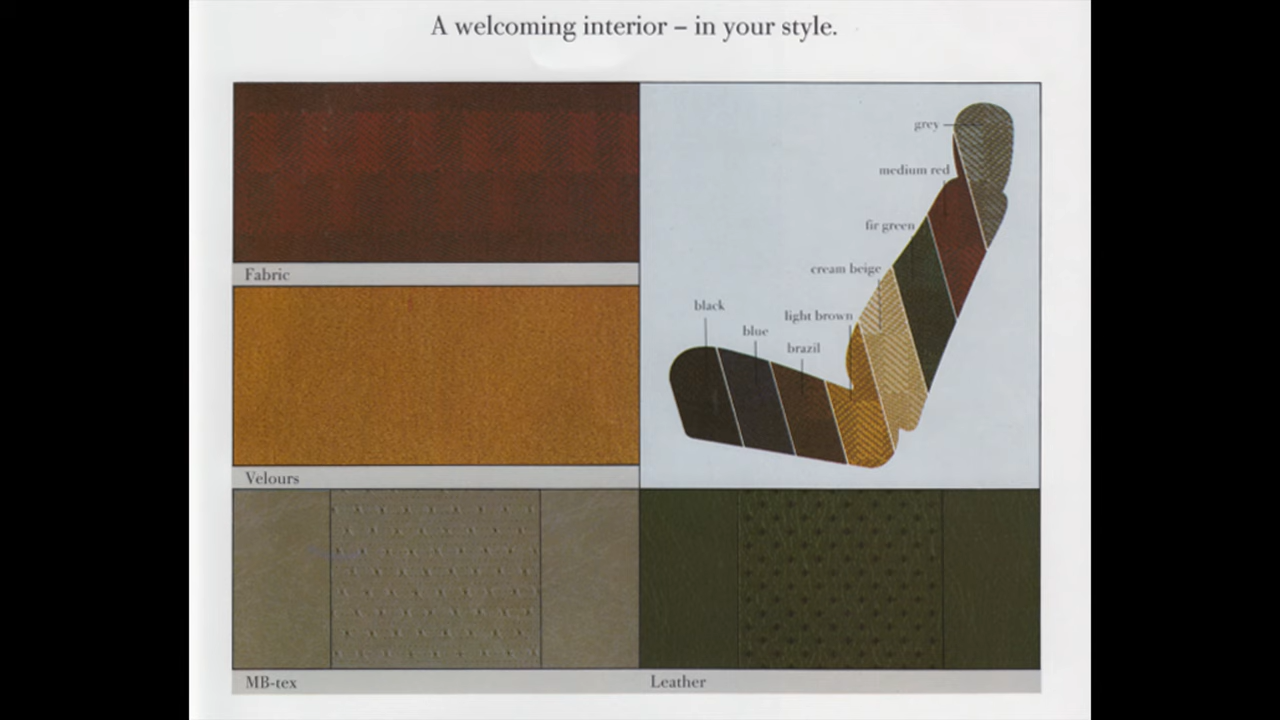 A welcoming interior – in your style.
Fabric
Velours
grey
medium red
fir green
cream beige
light brown
black
blue
brazil
MB-tex
Leather